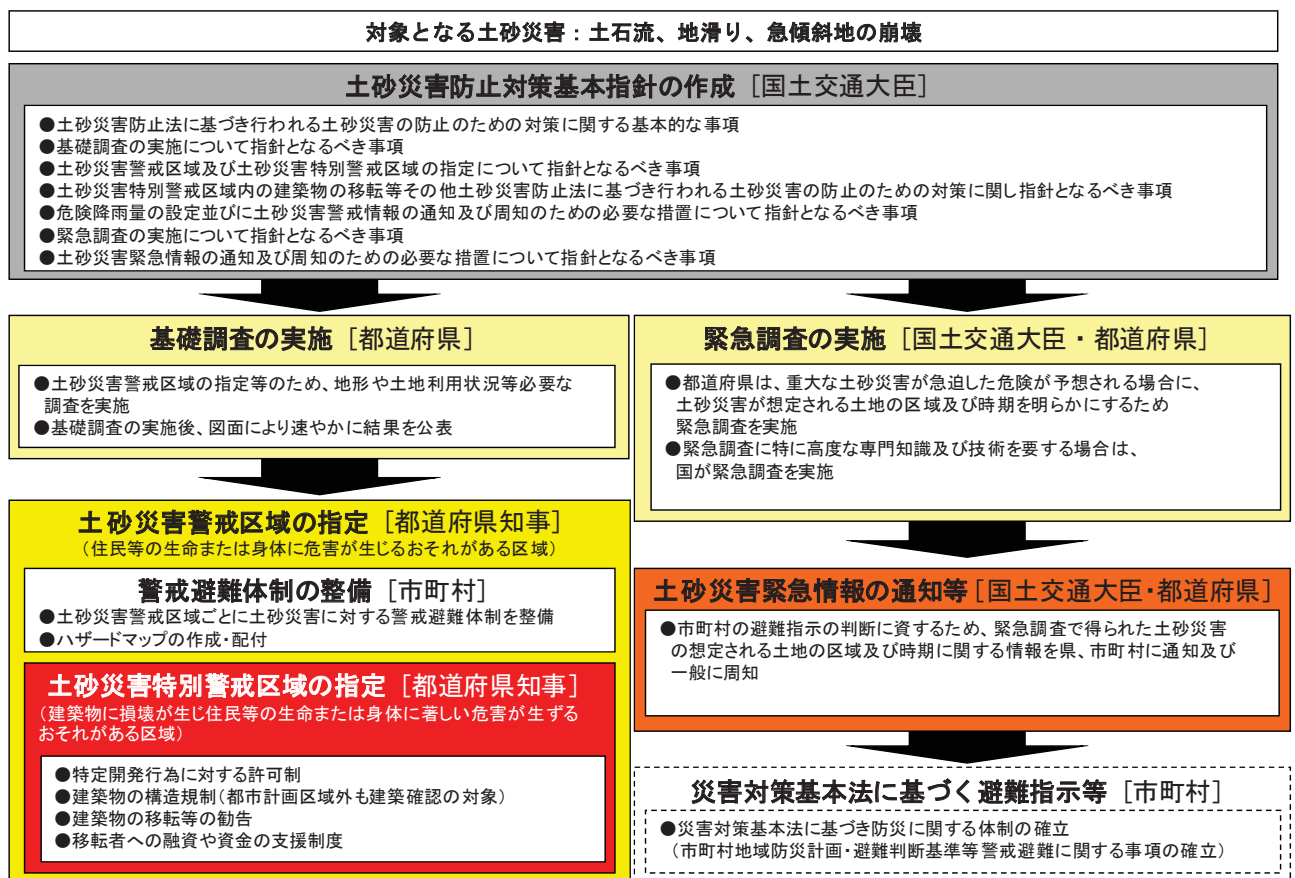 対象となる土砂災害：土石流、地滑り、急傾斜地の崩壊
土砂災害防止対策基本指針の作成［国土交通大臣］
●土砂災害防止法に基づき行われる土砂災害の防止のための対策に関する基本的な事項
●基礎調査の実施について指針となるべき事項
●土砂災害警戒区域及び土砂災害特別警戒区域の指定について指針となるべき事項
●土砂災害特別警戒区域内の建築物の移転等その他土砂災害防止法に基づき行われる土砂災害の防止のための対策に関し指針となるべき事項
●危険降雨量の設定並びに土砂災害警戒情報の通知及び周知のための必要な措置について指針となるべき事項
●緊急調査の実施について指針となるべき事項
●土砂災害緊急情報の通知及び周知のための必要な措置について指針となるべき事項
基礎調査の実施［都道府県］
●土砂災害警戒区域の指定等のため、地形や土地利用状況等必要な
調査を実施
●基礎調査の実施後、図面により速やかに結果を公表
土砂災害警戒区域の指定［都道府県知事］
（住民等の生命または身体に危害が生じるおそれがある区域）
警戒避難体制の整備［市町村］
●土砂災害警戒区域ごとに土砂災害に対する警戒避難体制を整備
●ハザードマップの作成・配付
土砂災害特別警戒区域の指定［都道府県知事］
（建築物に損壊が生じ住民等の生命または身体に著しい危害が生ずる
おそれがある区域）
●特定開発行為に対する許可制
●建築物の構造規制（都市計画区域外も建築確認の対象）
●建築物の移転等の勧告
●移転者への融資や資金の支援制度
緊急調査の実施［国土交通大臣・都道府県］
●都道府県は、重大な土砂災害が急迫した危険が予想される場合に、
土砂災害が想定される土地の区域及び時期を明らかにするため
緊急調査を実施
●緊急調査に特に高度な専門知識及び技術を要する場合は、
国が緊急調査を実施
土砂災害緊急情報の通知等［国土交通大臣・都道府県］
●市町村の避難指示の判断に資するため、緊急調査で得られた土砂災害
の想定される土地の区域及び時期に関する情報を県、市町村に通知及び
一般に周知
災害対策基本法に基づく避難指示等［市町村］
●災害対策基本法に基づき防災に関する体制の確立
（市町村地域防災計画・避難判断基準等警戒避難に関する事項の確立）